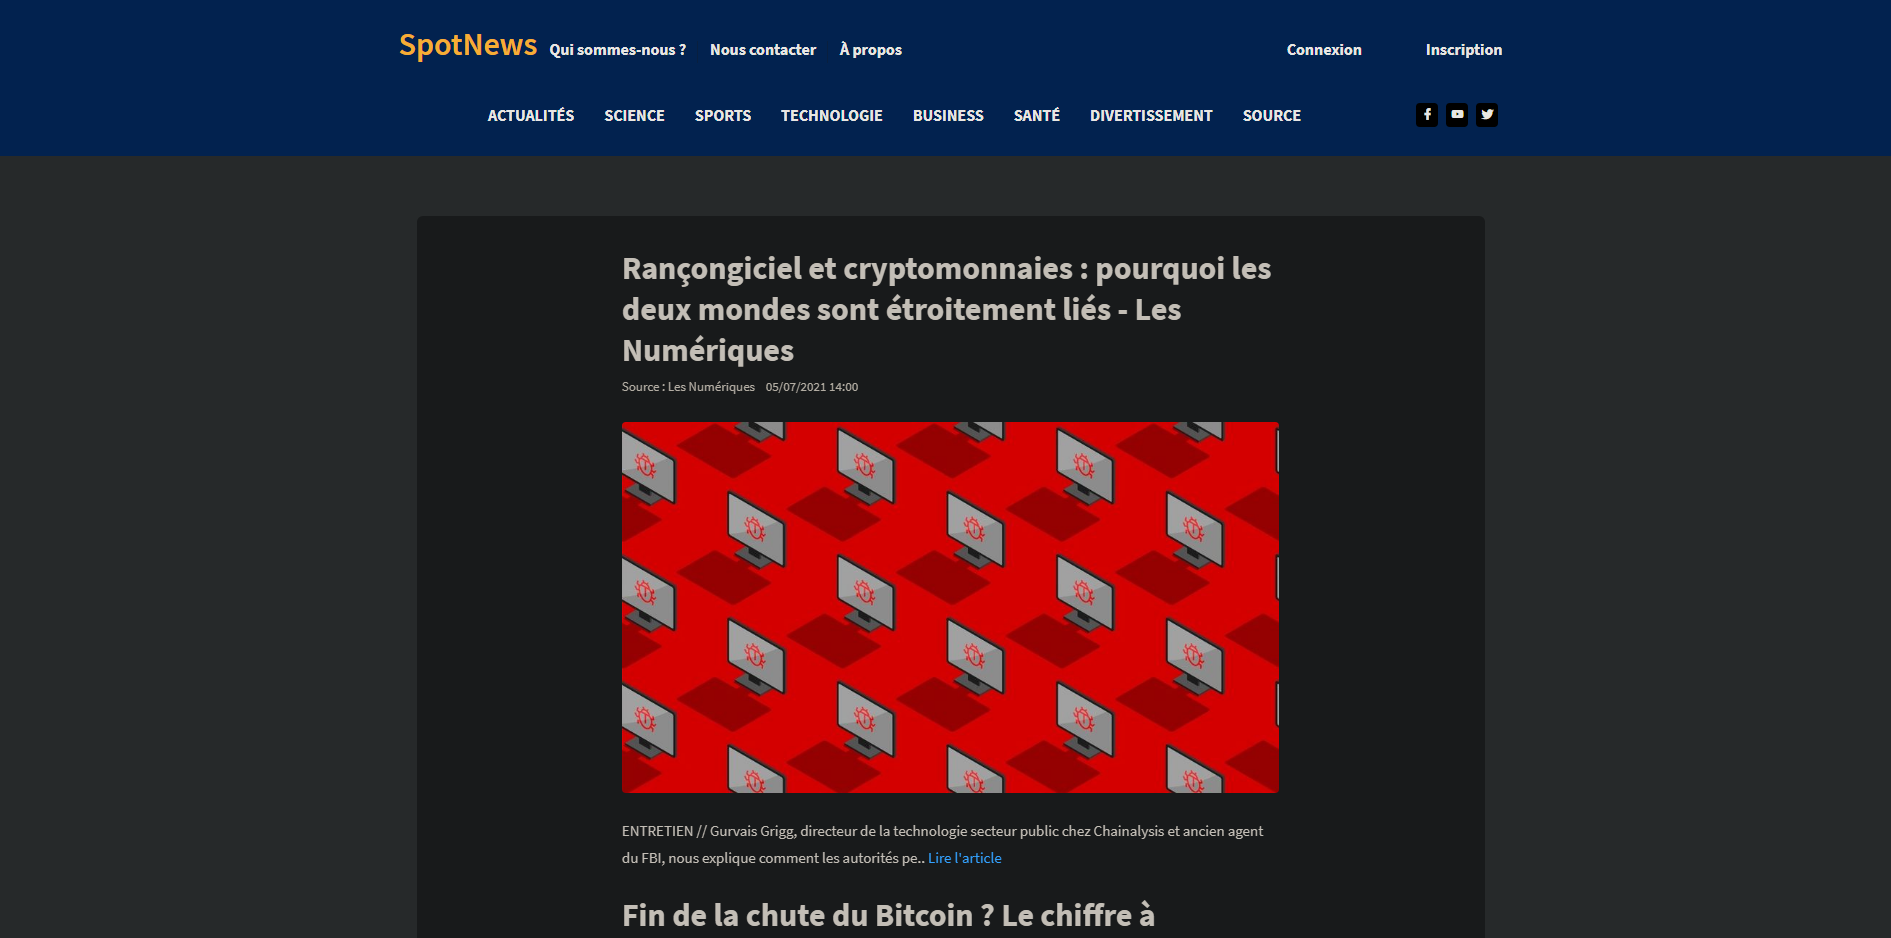 SpotNews Qui sommes-nous ? Nous contacter À propos Connexion Inscription
ACTUALITÉS SCIENCE SPORTS TECHNOLOGIE BUSINESS SANTÉ DIVERTISSEMENT SOURCE
Rançongiciel et cryptomonnaies : pourquoi les
deux mondes sont étroitement liés - Les
Numériques
Source : Les Numériques 05/07/2021 14:00
ENTRETIEN // Gurvais Grigg, directeur de la technologie secteur public chez Chainalysis et ancien agent
du FBI, nous explique comment les autorités pe.. Lire l'article
Fin de la chute du Bitcoin ? Le chiffre à